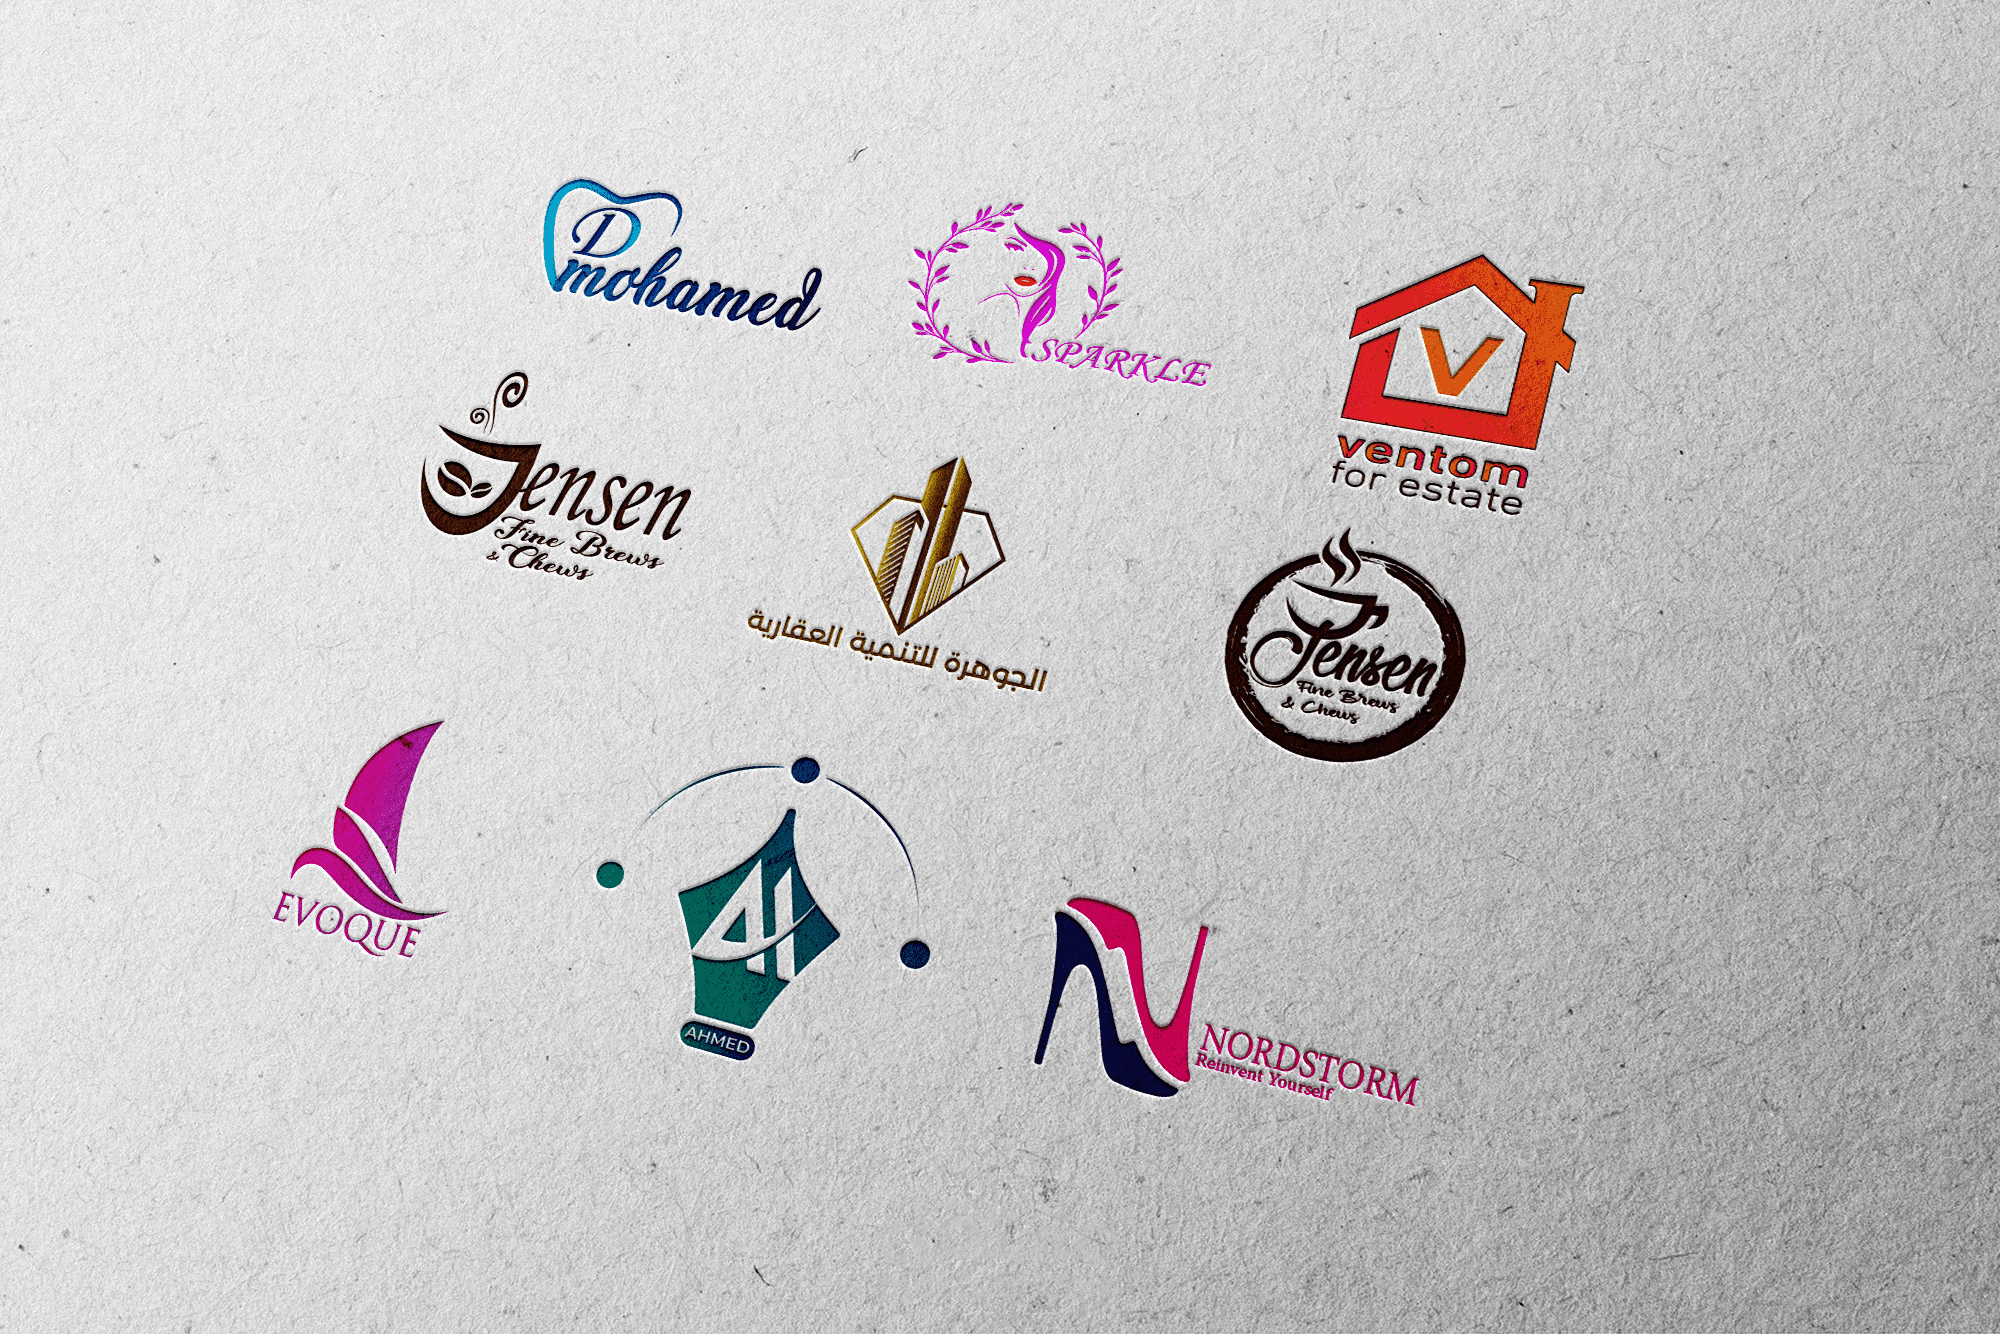 D
mohamed
SPARKLE
V
ventom
for estate
Jensen
Fine Brews
& Chews
الجوهرة للتنمية العقارية
Jensen
Fine Brews
& Chews
EVOQUE
AH
AHMED
NORDSTORM
Reinvent Yourself